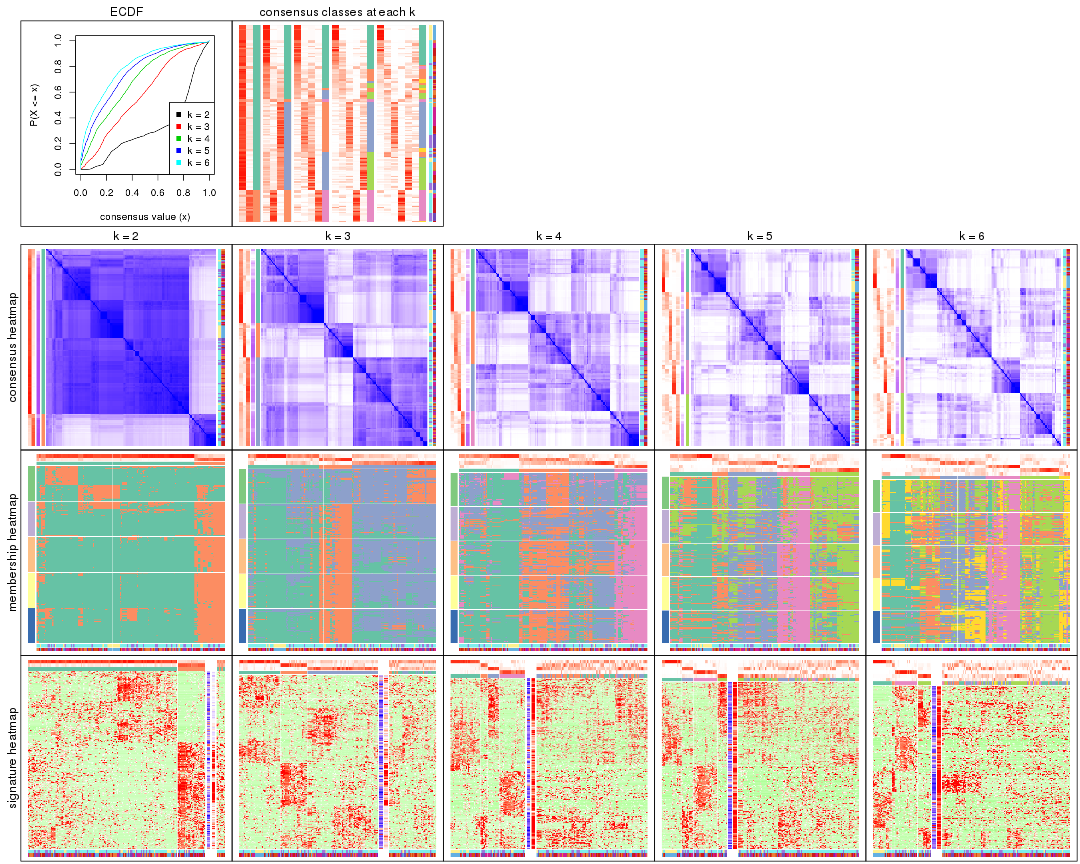 ECDF
consensus classes at each k
P(X <= x)
0.0
0.2
0.4
0.6
0.8
1.0
k = 2
k = 3
k = 4
k = 5
k = 6
0.0 0.2 0.4 0.6 0.8 1.0
consensus value (x)
k = 2
k = 3
k = 4
k = 5
k = 6
consensus heatmap
membership heatmap
signature heatmap